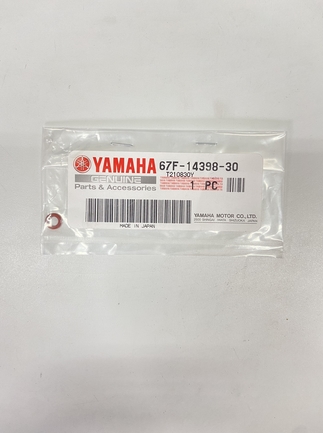 YAMAHA 67F-14398-30
GENUINE T210830Y
Parts & Accessories 1 PC
YAMAHA MOTOR CO.,LTD.
MADE IN JAPAN